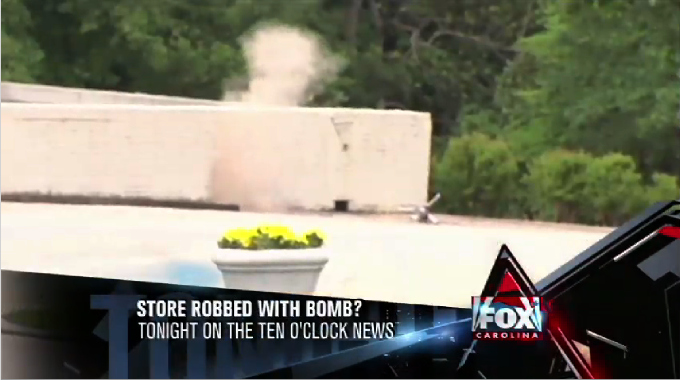 STORE ROBBED WITH BOMB?
TONIGHT ON THE TEN O'CLOCK NEWS
FOX
CAROLINA